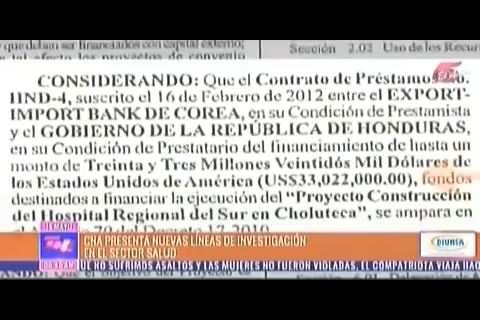 y que deban ser financiados con capital externo;
Sección 2.02 Uso de los Recur
CONSIDERANDO: Que el Contrato de Préstamo No.
HND-4, suscrito el 16 de Febrero de 2012 entre el EXPORT-
IMPORT BANK DE COREA, en su Condición de Prestamista
y el GOBIERNO DE LA REPÚBLICA DE HONDURAS,
en su Condición de Prestatario del financiamiento de hasta un
monto de Treinta y Tres Millones Veintidós Mil Dólares de
los Estados Unidos de América (US$33,022,000.00), fondos
destinados a financiar la ejecución del "Proyecto Construcción
del Hospital Regional del Sur en Choluteca", se ampara en
CNA PRESENTA NUEVAS LÍNEAS DE INVESTIGACIÓN
EN EL SECTOR SALUD
DIUNSA
UE NO SUFRIMOS ASALTOS Y LAS MUJERES NO FUERON VIOLADAS, EL COMPATRIOTA VIAJA HAC